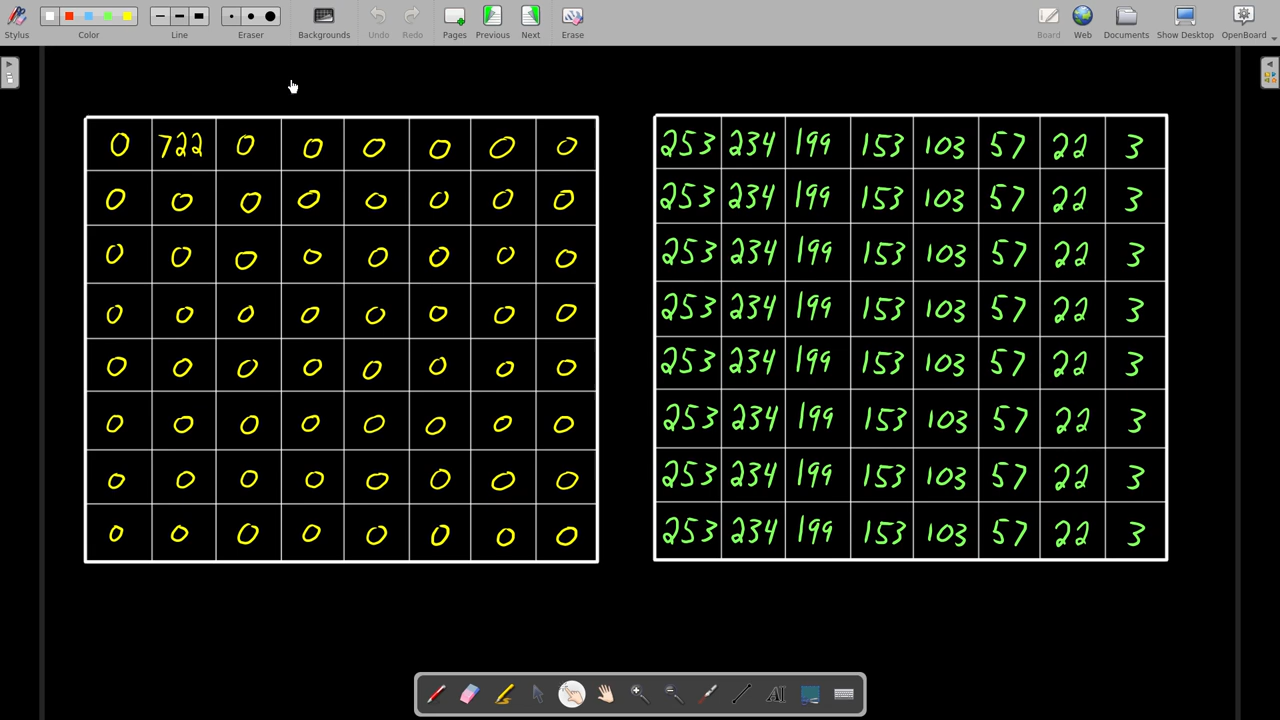 Stylus Color Line Eraser Backgrounds Undo Redo Pages Previous Next Erase Board Web Documents Show Desktop OpenBoard
0 722 0 0 0 0 0 0 253 234 199 153 103 57 22 3
0 0 0 0 0 0 0 0 253 234 199 153 103 57 22 3
0 0 0 0 0 0 0 0 253 234 199 153 103 57 22 3
0 0 0 0 0 0 0 0 253 234 199 153 103 57 22 3
0 0 0 0 0 0 0 0 253 234 199 153 103 57 22 3
0 0 0 0 0 0 0 0 253 234 199 153 103 57 22 3
0 0 0 0 0 0 0 0 253 234 199 153 103 57 22 3
0 0 0 0 0 0 0 0 253 234 199 153 103 57 22 3
AI